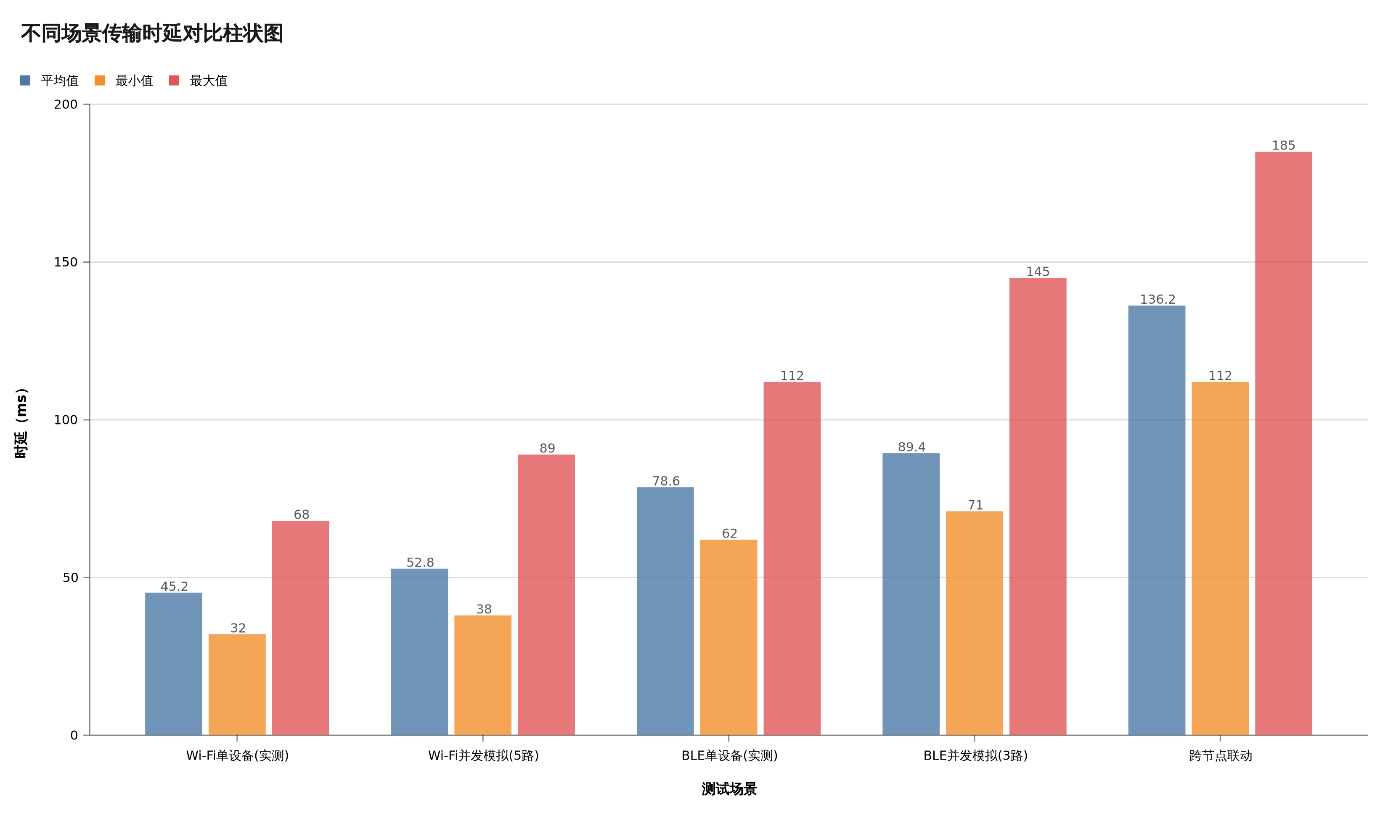 不同场景传输时延对比柱状图
平均值 最小值 最大值
200
150
100
50
0
时延（ms）
45.2 32 68
52.8 38 89
78.6 62 112
89.4 71 145
136.2 112 185
Wi-Fi单设备(实测) Wi-Fi并发模拟(5路) BLE单设备(实测) BLE并发模拟(3路) 跨节点联动
测试场景